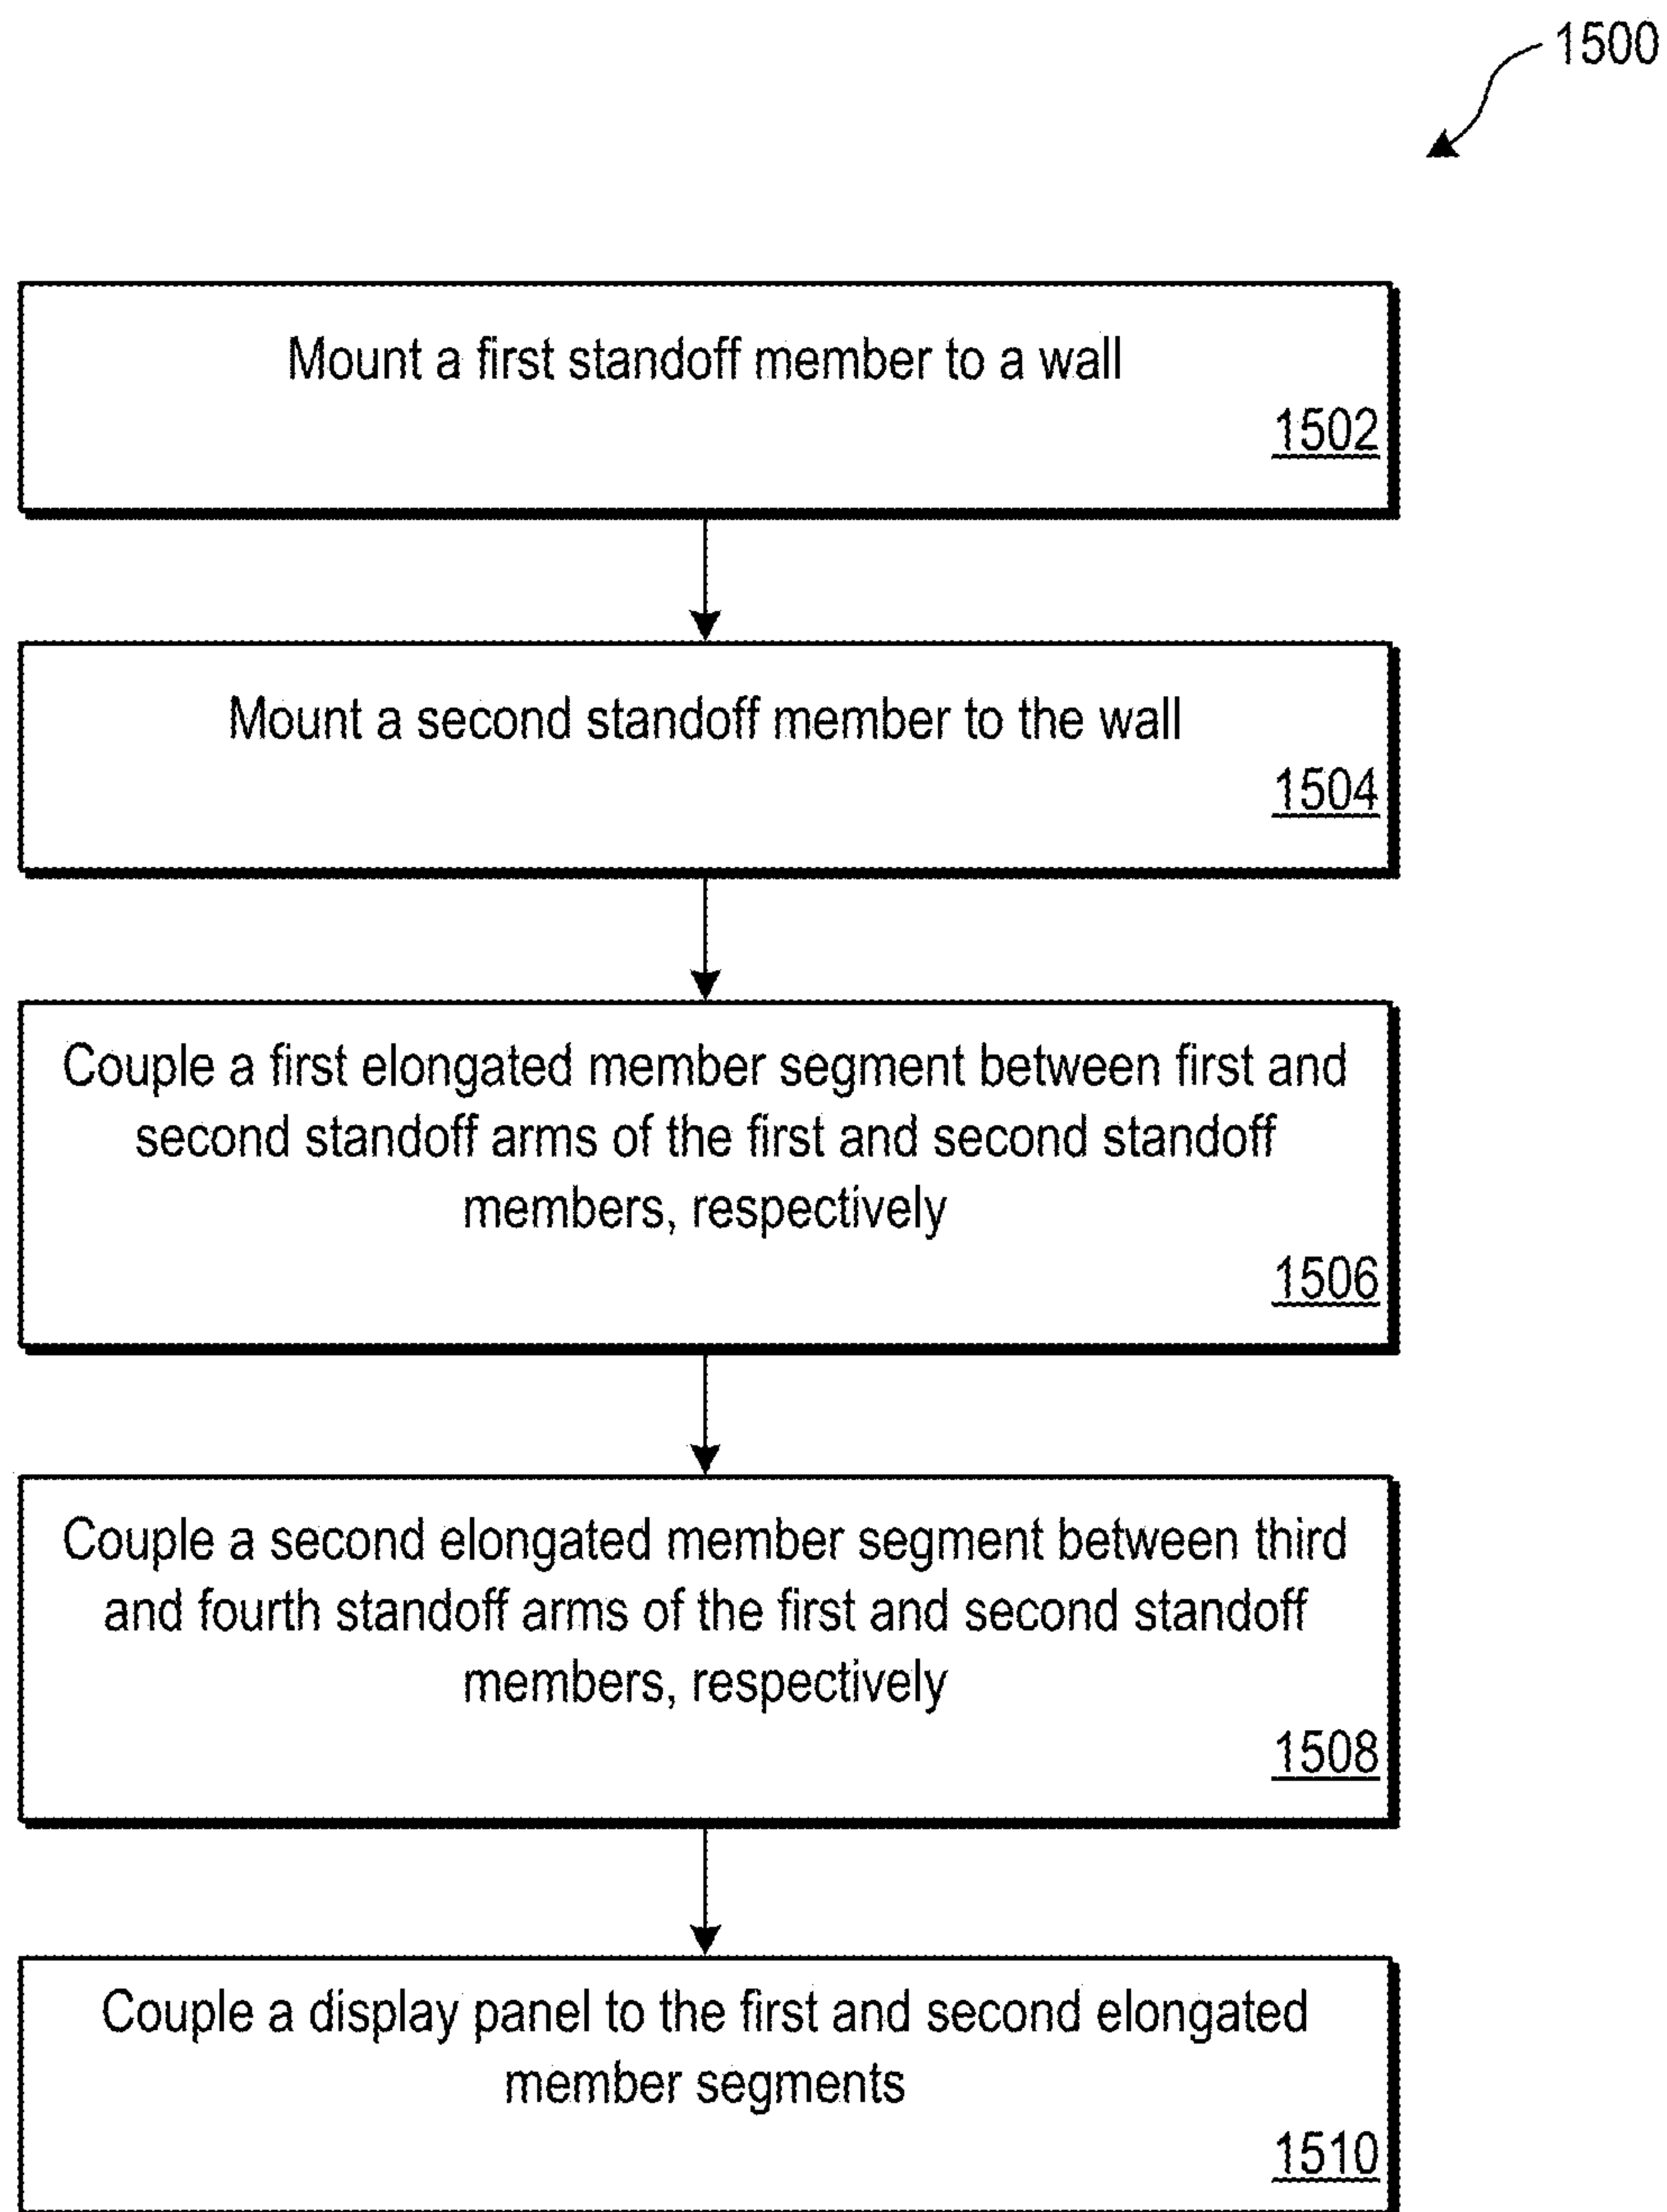 1500
Mount a first standoff member to a wall
1502
Mount a second standoff member to the wall
1504
Couple a first elongated member segment between first and
second standoff arms of the first and second standoff
members, respectively
1506
Couple a second elongated member segment between third
and fourth standoff arms of the first and second standoff
members, respectively
1508
Couple a display panel to the first and second elongated
member segments
1510